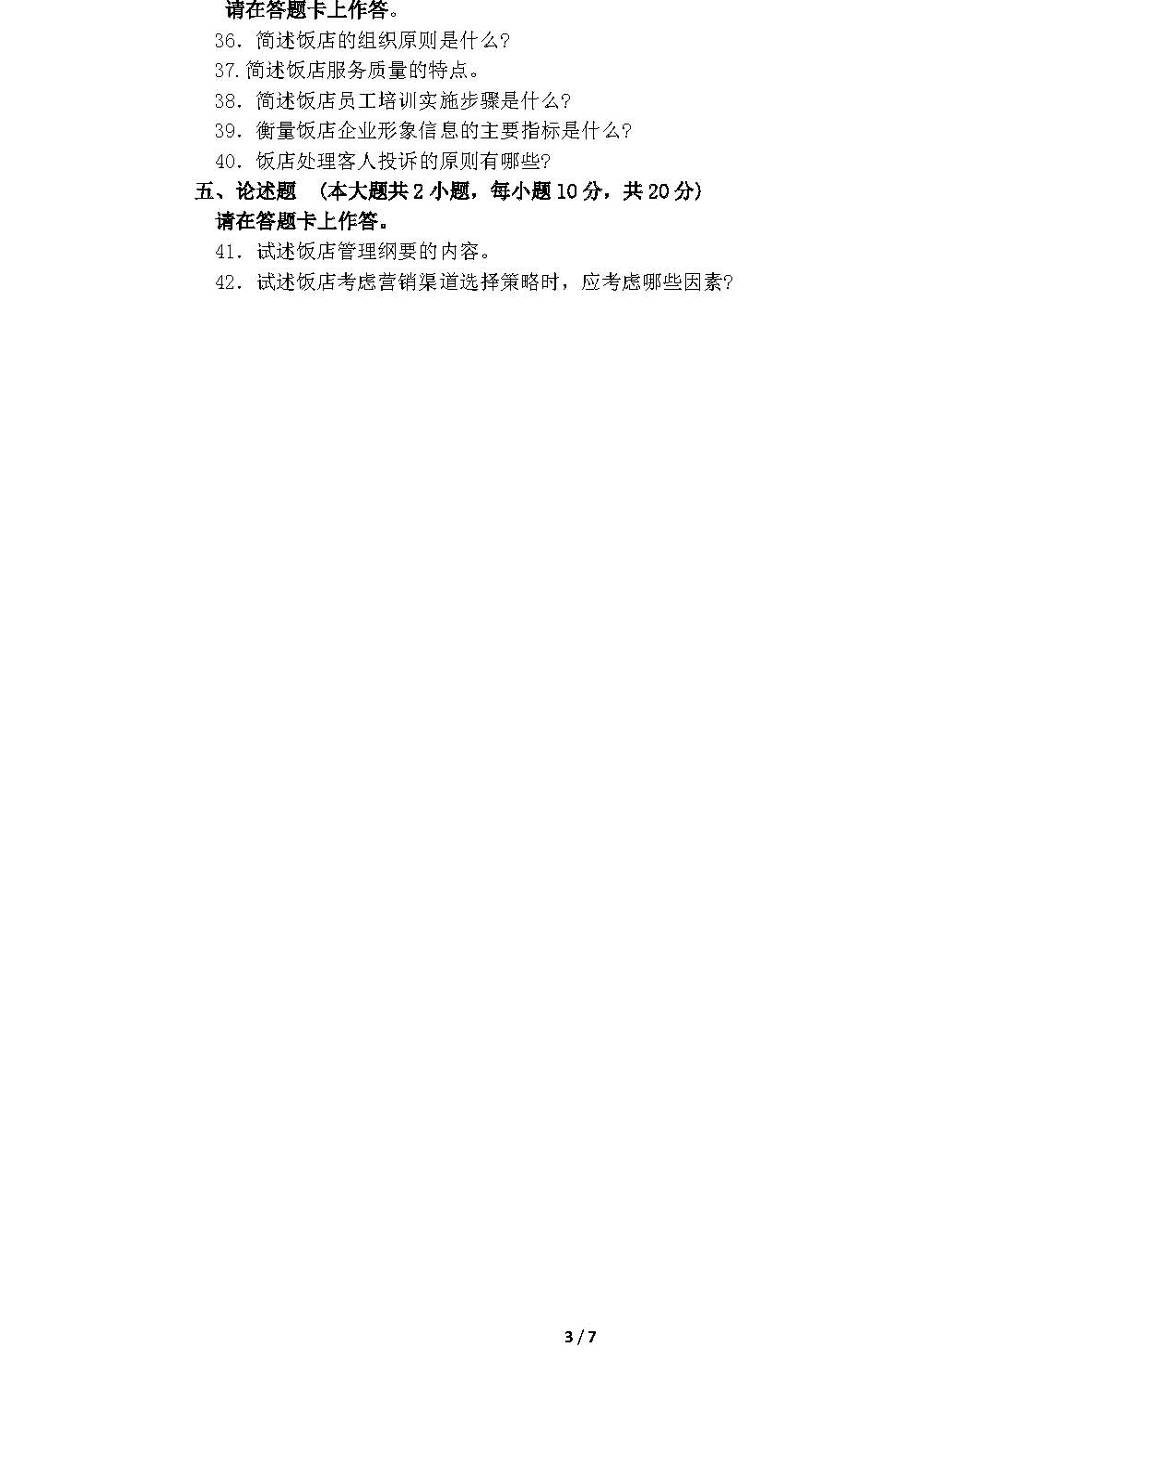 请在答题卡上作答。
36. 简述饭店的组织原则是什么?
37. 简述饭店服务质量的特点。
38. 简述饭店员工培训实施步骤是什么?
39. 衡量饭店企业形象信息的主要指标是什么?
40. 饭店处理客人投诉的原则有哪些?
五、论述题 (本大题共2小题，每小题10分，共20分)
请在答题卡上作答。
41. 试述饭店管理纲要的内容。
42. 试述饭店考虑营销渠道选择策略时，应考虑哪些因素?
3 / 7